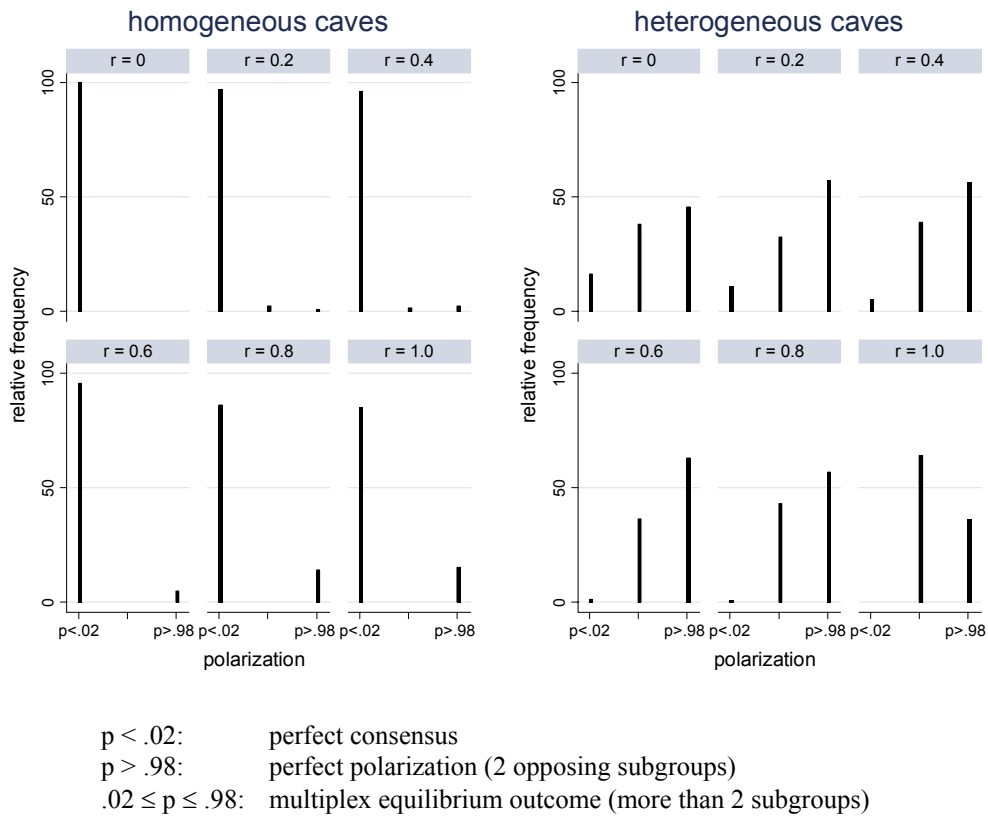 homogeneous caves
r = 0 r = 0.2 r = 0.4
100
50
0
r = 0.6 r = 0.8 r = 1.0
100
50
0
relative frequency
p<.02 p>.98 p<.02 p>.98 p<.02 p>.98
polarization
heterogeneous caves
r = 0 r = 0.2 r = 0.4
100
50
0
r = 0.6 r = 0.8 r = 1.0
100
50
0
relative frequency
p<.02 p>.98 p<.02 p>.98 p<.02 p>.98
polarization
p < .02: perfect consensus
p > .98: perfect polarization (2 opposing subgroups)
.02 ≤ p ≤ .98: multiplex equilibrium outcome (more than 2 subgroups)